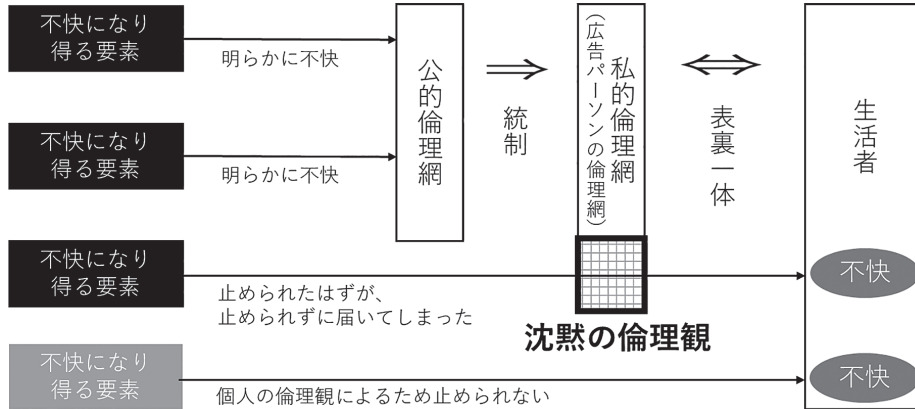 不快になり
得る要素
明らかに不快
不快になり
得る要素
明らかに不快
公的倫理網
統制
私的倫理網
(広告パーソンの倫理網)
表裏一体
生活者
不快になり
得る要素
止められたはずが、
止められずに届いてしまった
沈黙の倫理観
不快
不快になり
得る要素
個人の倫理観によるため止められない
不快